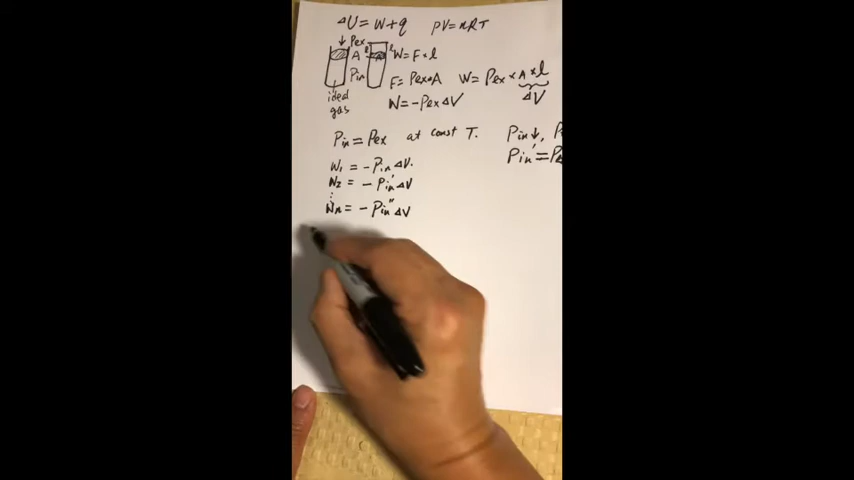 ΔU = W + q PV = nRT
↓ Pex
A l A l W = F × l
Pin F = Pex × A W = Pex × A × l
ideal gas W = -Pex ΔV ΔV
Pin = Pex at const T. Pin ↓, P
Pin' = P
W1 = -Pin ΔV.
W2 = -Pin' ΔV
⋮
Wn = -Pin'' ΔV